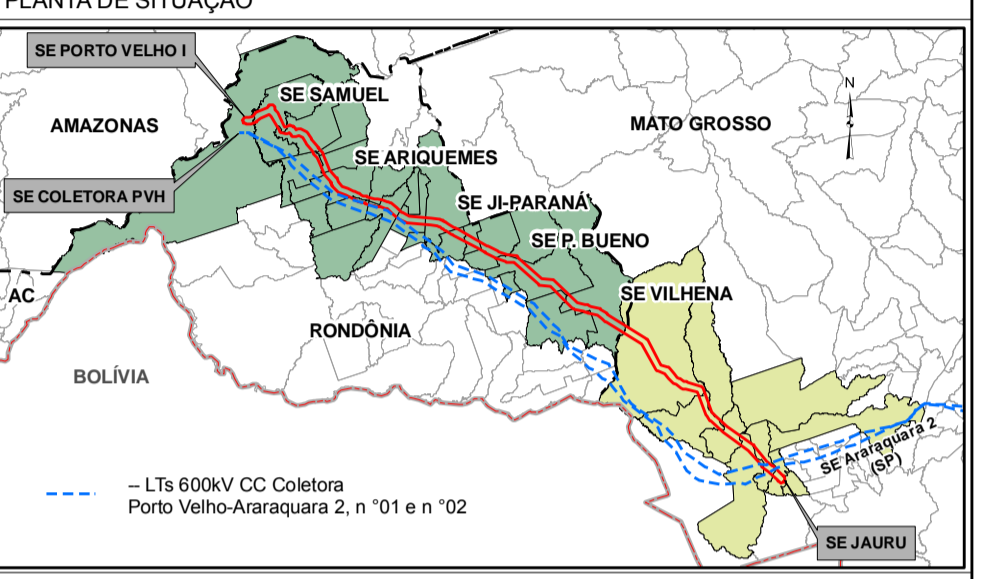 PLANTA DE SITUAÇÃO
SE PORTO VELHO I
SE SAMUEL
N
AMAZONAS
MATO GROSSO
SE ARIQUEMES
SE COLETORA PVH
SE JI-PARANÁ
SE P. BUENO
AC
SE VILHENA
RONDÔNIA
BOLÍVIA
SE Araraquara 2
(SP)
-- LTs 600kV CC Coletora
Porto Velho-Araraquara 2, n °01 e n °02
SE JAURU